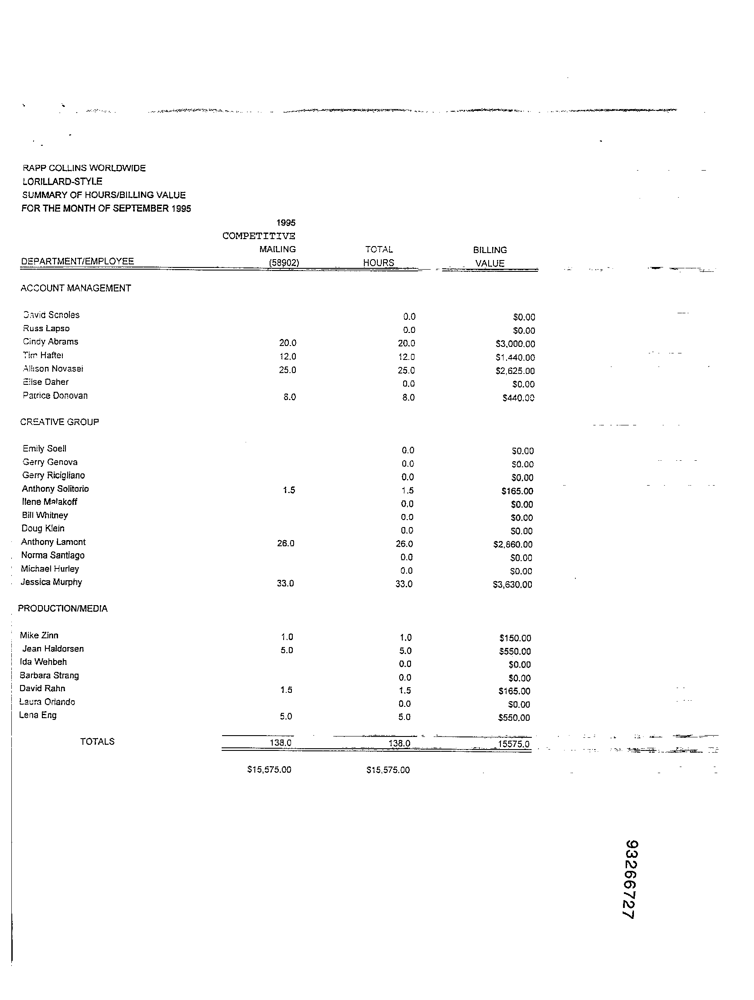 RAPP COLLINS WORLDWIDE
LORILLARD-STYLE
SUMMARY OF HOURS/BILLING VALUE
FOR THE MONTH OF SEPTEMBER 1995
1995
COMPETITIVE
MAILING TOTAL BILLING
DEPARTMENT/EMPLOYEE (58902) HOURS VALUE
ACCOUNT MANAGEMENT
David Scholes 0.0 $0.00
Russ Lapso 0.0 $0.00
Cindy Abrams 20.0 20.0 $3,000.00
Tim Hafter 12.0 12.0 $1,440.00
Allison Novasei 25.0 25.0 $2,625.00
Elise Daher 0.0 $0.00
Patrice Donovan 8.0 8.0 $440.00
CREATIVE GROUP
Emily Soell 0.0 $0.00
Gerry Genova 0.0 $0.00
Gerry Ricigliano 0.0 $0.00
Anthony Solitorio 1.5 1.5 $165.00
Ilene Malakoff 0.0 $0.00
Bill Whitney 0.0 $0.00
Doug Klein 0.0 $0.00
Anthony Lamont 26.0 26.0 $2,860.00
Norma Santiago 0.0 $0.00
Michael Hurley 0.0 $0.00
Jessica Murphy 33.0 33.0 $3,630.00
PRODUCTION/MEDIA
Mike Zinn 1.0 1.0 $150.00
Jean Haldorsen 5.0 5.0 $550.00
Ida Wehbeh 0.0 $0.00
Barbara Strang 0.0 $0.00
David Rahn 1.5 1.5 $165.00
Laura Orlando 0.0 $0.00
Lena Eng 5.0 5.0 $550.00
TOTALS 138.0 138.0 15575.0
$15,575.00 $15,575.00
93266727